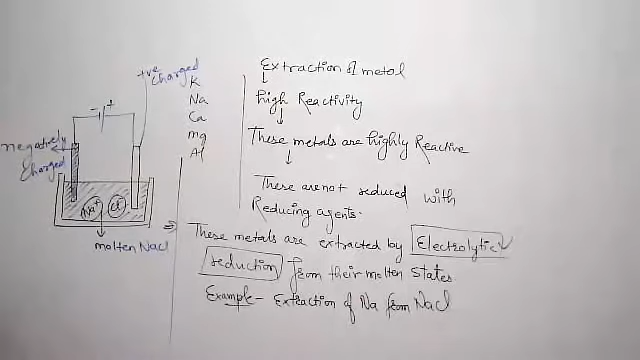 +ve
charged
K
Na
Ca
mg
Al
- +
negatively
charged
Na+
Cl-
molten Nacl
Extraction of metal
↓
high Reactivity
↓
These metals are highly Reactive
↓
These are not reduced with
Reducing agents.
⇒ These metals are extracted by Electrolytic
reduction from their molten states
Example - Extraction of Na from Nacl